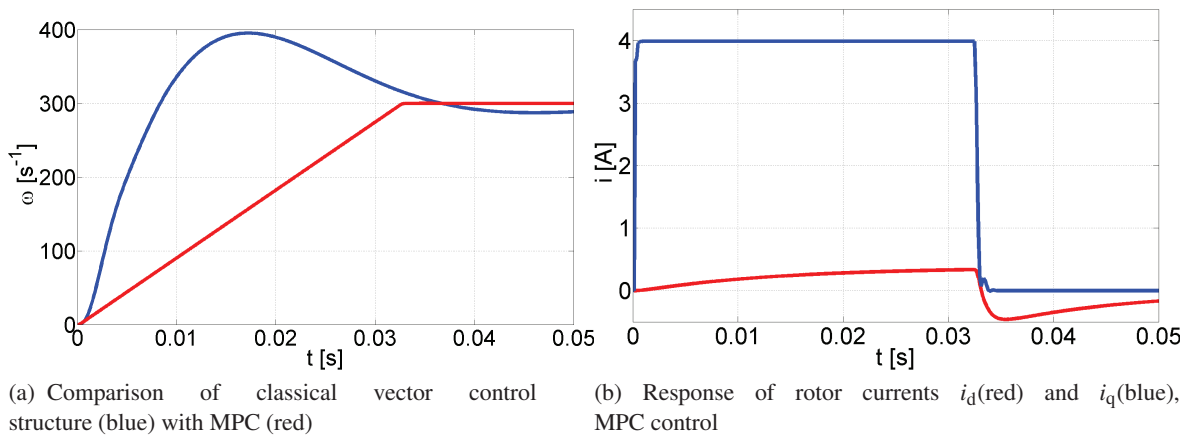 400
300
200
100
0
ω [s⁻¹]
0 0.01 0.02 0.03 0.04 0.05
t [s]
4
3
2
1
0
i [A]
0 0.01 0.02 0.03 0.04 0.05
t [s]
(a) Comparison of classical vector control
structure (blue) with MPC (red)
(b) Response of rotor currents i_d(red) and i_q(blue),
MPC control